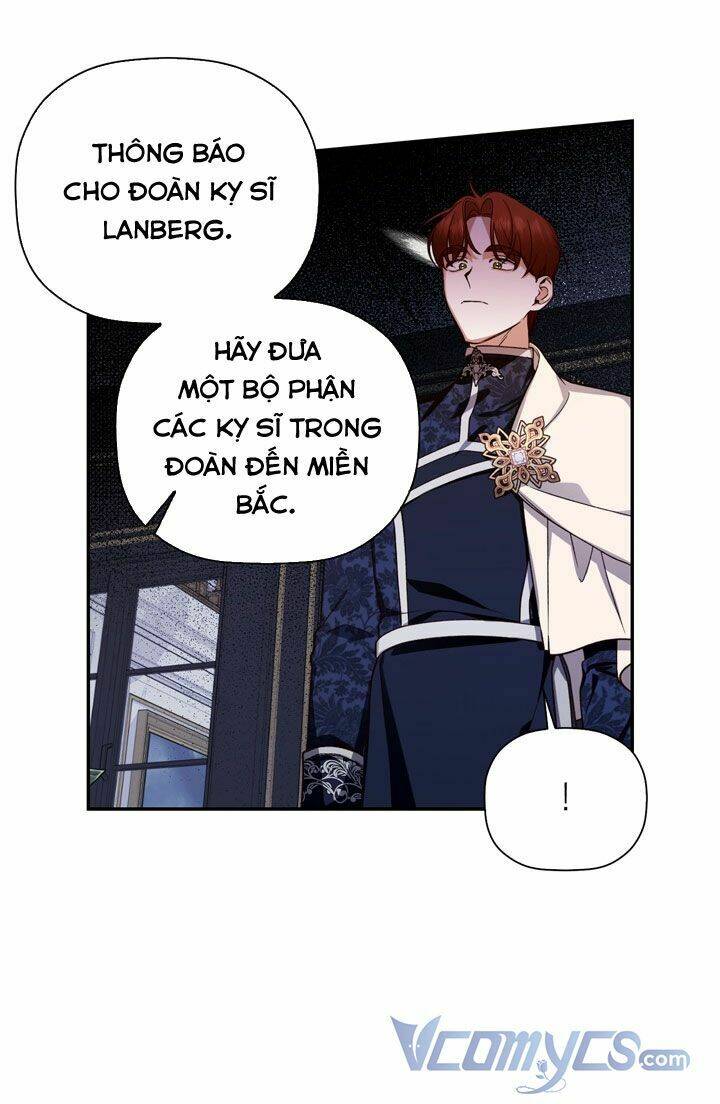 THÔNG BÁO
CHO ĐOÀN KỴ SĨ
LANBERG.
HÃY ĐƯA
MỘT BỘ PHẬN
CÁC KỴ SĨ TRONG
ĐOÀN ĐẾN MIỀN
BẮC.
!
VCOMYCS.com